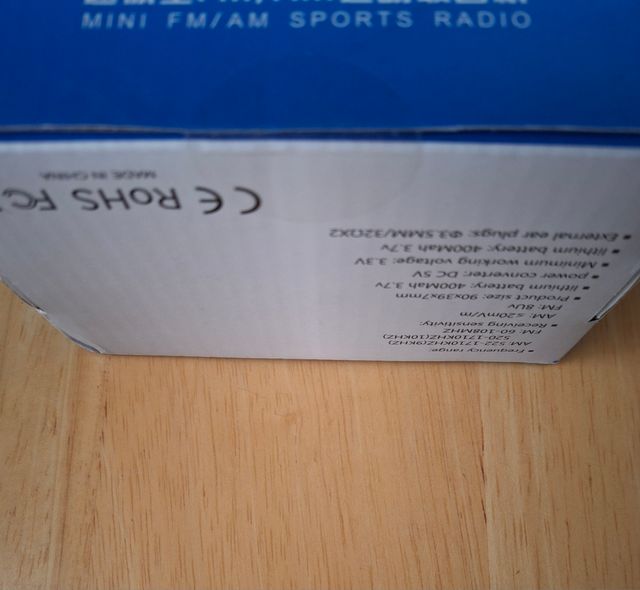 MINI FM/AM SPORTS RADIO
• Frequency range:
AM 522-1710KHZ(9KHZ)
520-1710KHZ(10KHZ)
FM: 60-108MHZ
• Receiving sensitivity:
AM: ≤20mV/m
FM: 8UV
• Product size: 90x39x7mm
• lithium battery: 400Mah 3.7v
• power converter: DC 5V
• Minimum working voltage: 3.3V
• lithium battery: 400Mah 3.7v
• External ear plugs: Φ3.5MM/32ΩX2
CE RoHS FC
MADE IN CHINA